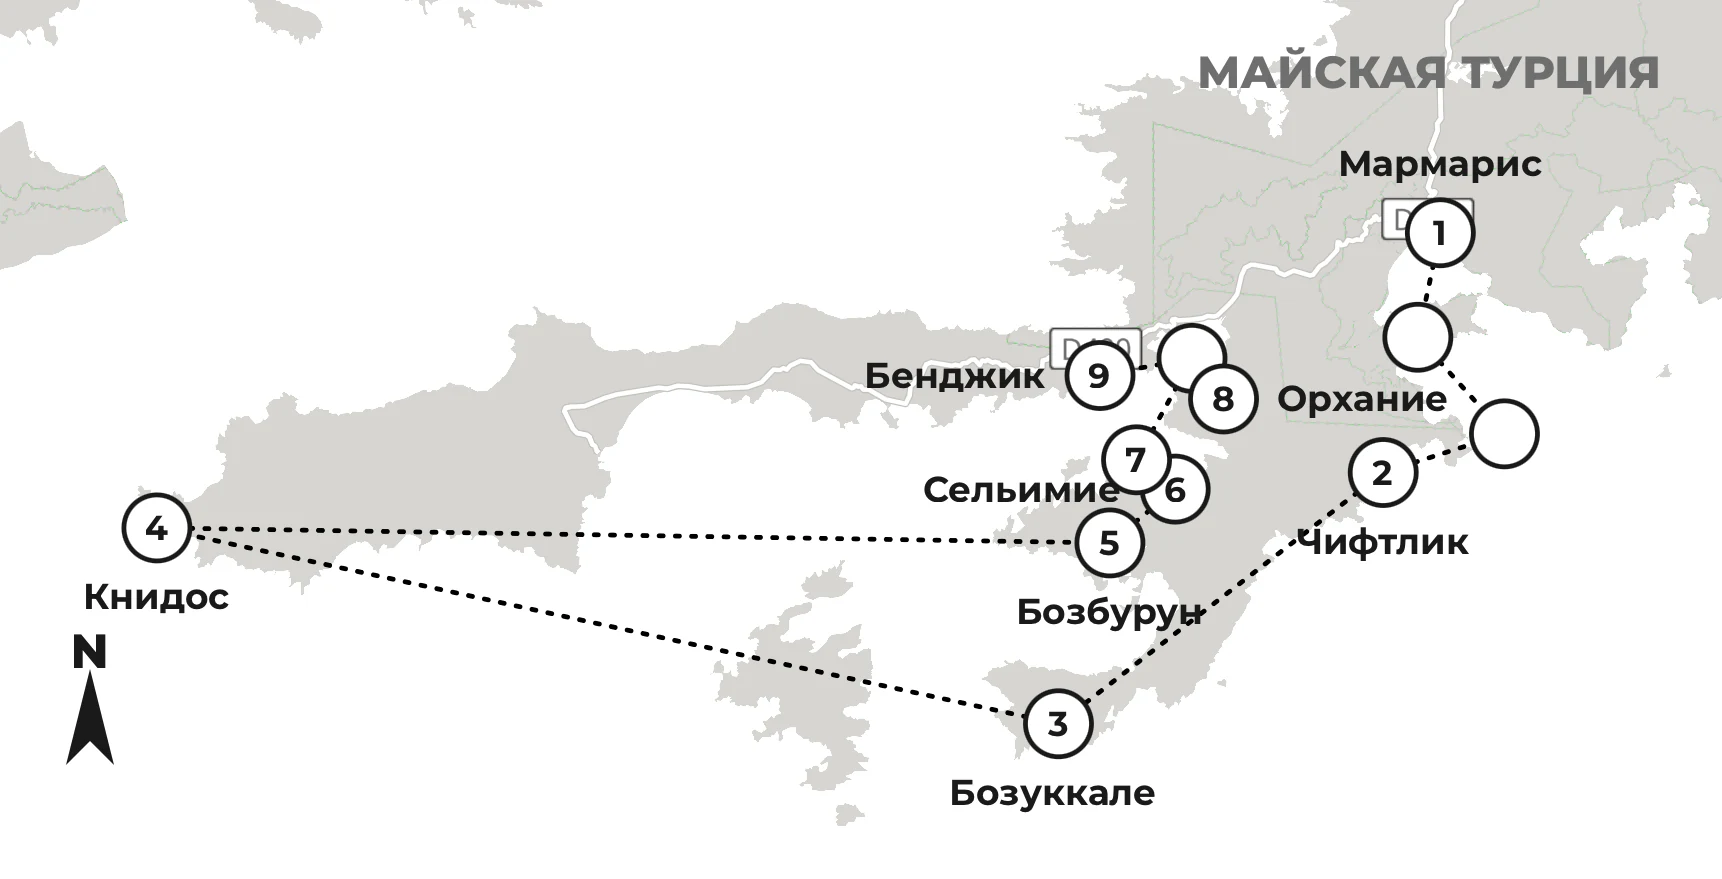 МАЙСКАЯ ТУРЦИЯ
Мармарис
D
1
D400
Бенджик
9
8
Орхание
7
2
Сельимие
6
4
5
Чифтлик
Книдос
Бозбурун
N
3
Бозуккале